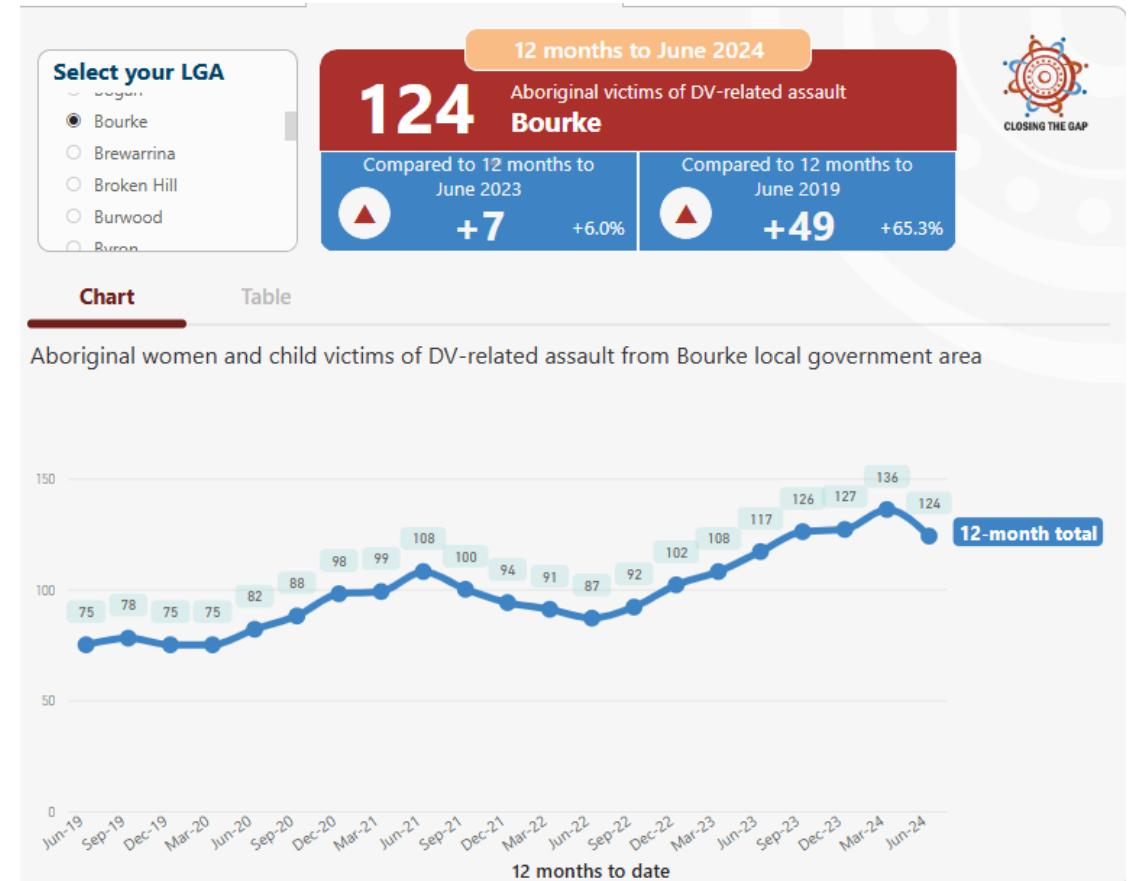 12 months to June 2024
Select your LGA
Bogan
Bourke
Brewarrina
Broken Hill
Burwood
Byron
124
Aboriginal victims of DV-related assault
Bourke
Compared to 12 months to
June 2023
+7
+6.0%
Compared to 12 months to
June 2019
+49
+65.3%
CLOSING THE GAP
Chart
Table
Aboriginal women and child victims of DV-related assault from Bourke local government area
150
100
50
0
75
78
75
75
82
88
98
99
108
100
94
91
87
92
102
108
117
126
127
136
124
12-month total
Jun-19
Sep-19
Dec-19
Mar-20
Jun-20
Sep-20
Dec-20
Mar-21
Jun-21
Sep-21
Dec-21
Mar-22
Jun-22
Sep-22
Dec-22
Mar-23
Jun-23
Sep-23
Dec-23
Mar-24
Jun-24
12 months to date